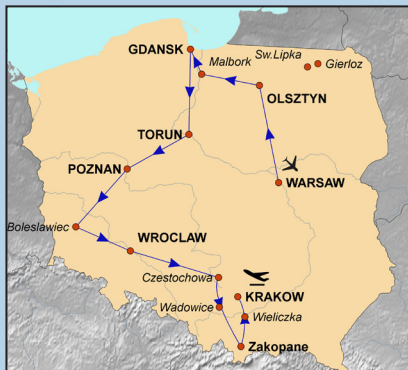 GDANSK
Malbork
Sw.Lipka
Gierloz
OLSZTYN
TORUN
POZNAN
WARSAW
Boleslawiec
WROCLAW
Czestochowa
KRAKOW
Wadowice
Wieliczka
Zakopane